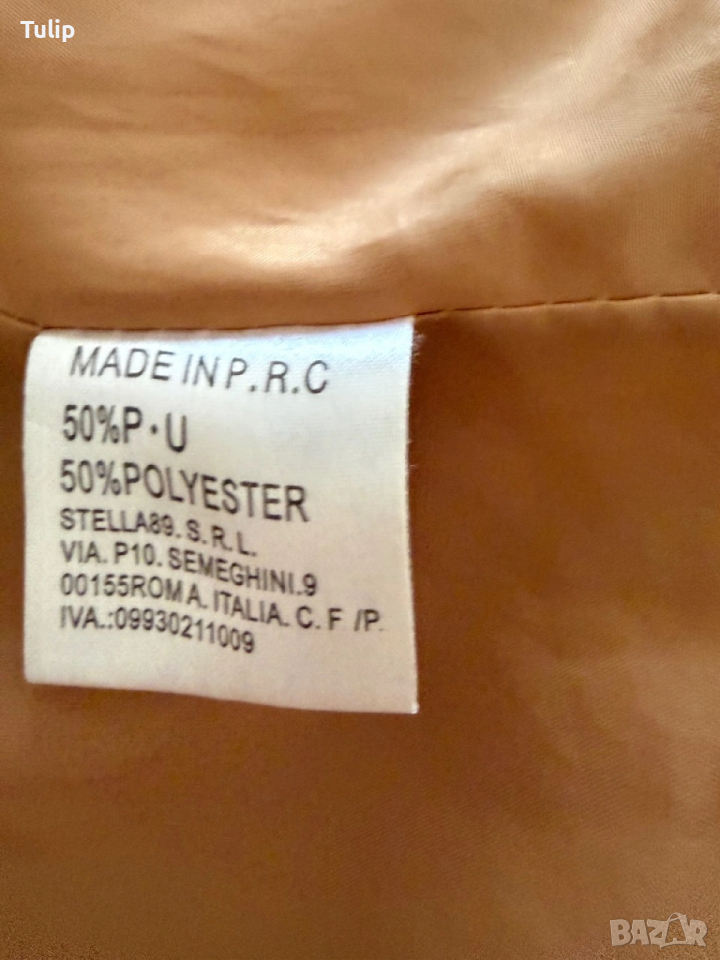 Tulip
MADE IN P.R.C
50%P·U
50%POLYESTER
STELLA89. S.R.L.
VIA. P10. SEMEGHINI.9
00155ROMA. ITALIA. C. F /P.
IVA.:09930211009
BAZAR